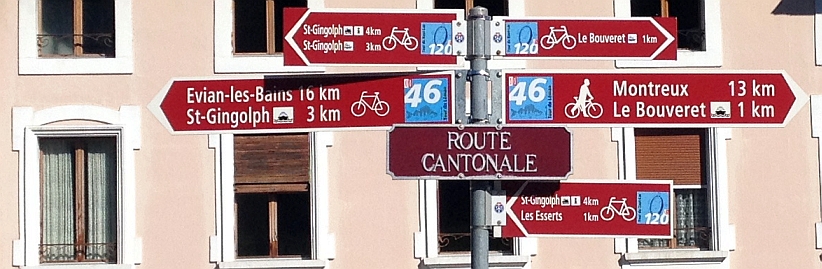 St-Gingolph 4km
St-Gingolph 3km
120
120
Le Bouveret 1km
Evian-les-Bains 16 km
St-Gingolph 3 km
46
46
Montreux 13 km
Le Bouveret 1 km
ROUTE
CANTONALE
St-Gingolph 4km
Les Esserts 1km
120